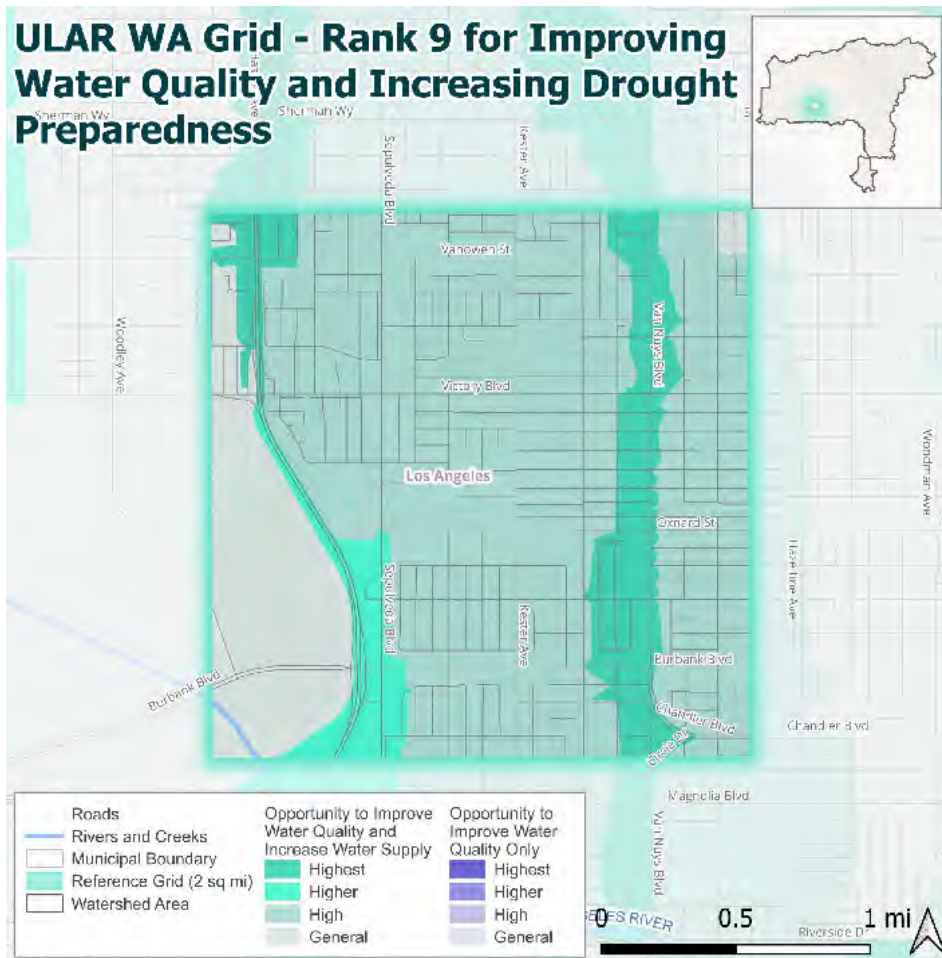 ULAR WA Grid - Rank 9 for Improving
Water Quality and Increasing Drought
Preparedness
Sherman Wy
Sherman Wy
Sepulveda Blvd
Kester Ave
Vanowen St
Woodley Ave
Van Nuys Blvd
Victory Blvd
Los Angeles
Woodman Ave
Oxnard St
Hazeltine Ave
Sepulveda Blvd
Kester Ave
Burbank Blvd
Burbank Blvd
Chandler Blvd
Chandler Blvd
Magnolia Blvd
Van Nuys Blvd
Riverside D
RIVER
Roads
Rivers and Creeks
Municipal Boundary
Reference Grid (2 sq mi)
Watershed Area
Opportunity to Improve
Water Quality and
Increase Water Supply
Highest
Higher
High
General
Opportunity to
Improve Water
Quality Only
Highest
Higher
High
General
0 0.5 1 mi